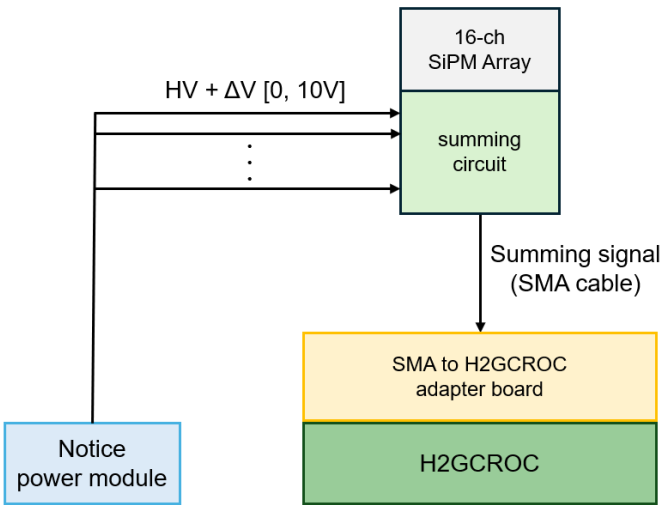 16-ch
SiPM Array
HV + ΔV [0, 10V]
summing
circuit
Summing signal
(SMA cable)
SMA to H2GCROC
adapter board
Notice
power module
H2GCROC